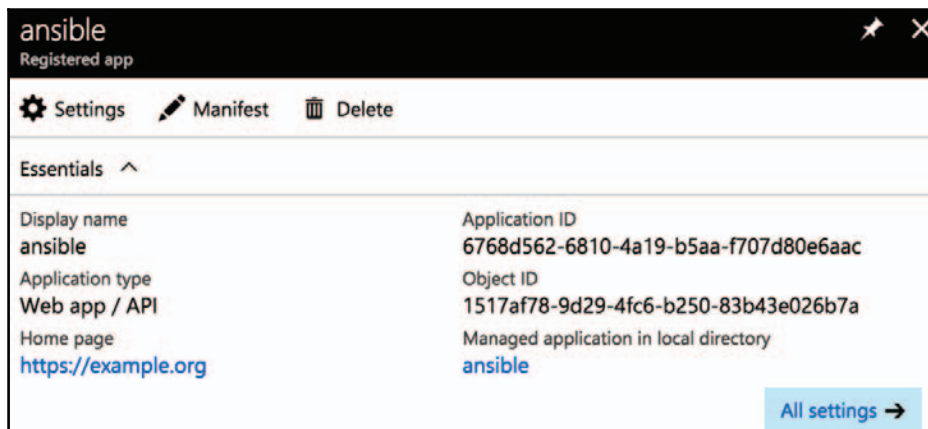 ansible
Registered app
Settings Manifest Delete
Essentials
Display name
ansible
Application ID
6768d562-6810-4a19-b5aa-f707d80e6aac
Application type
Web app / API
Object ID
1517af78-9d29-4fc6-b250-83b43e026b7a
Home page
https://example.org
Managed application in local directory
ansible
All settings